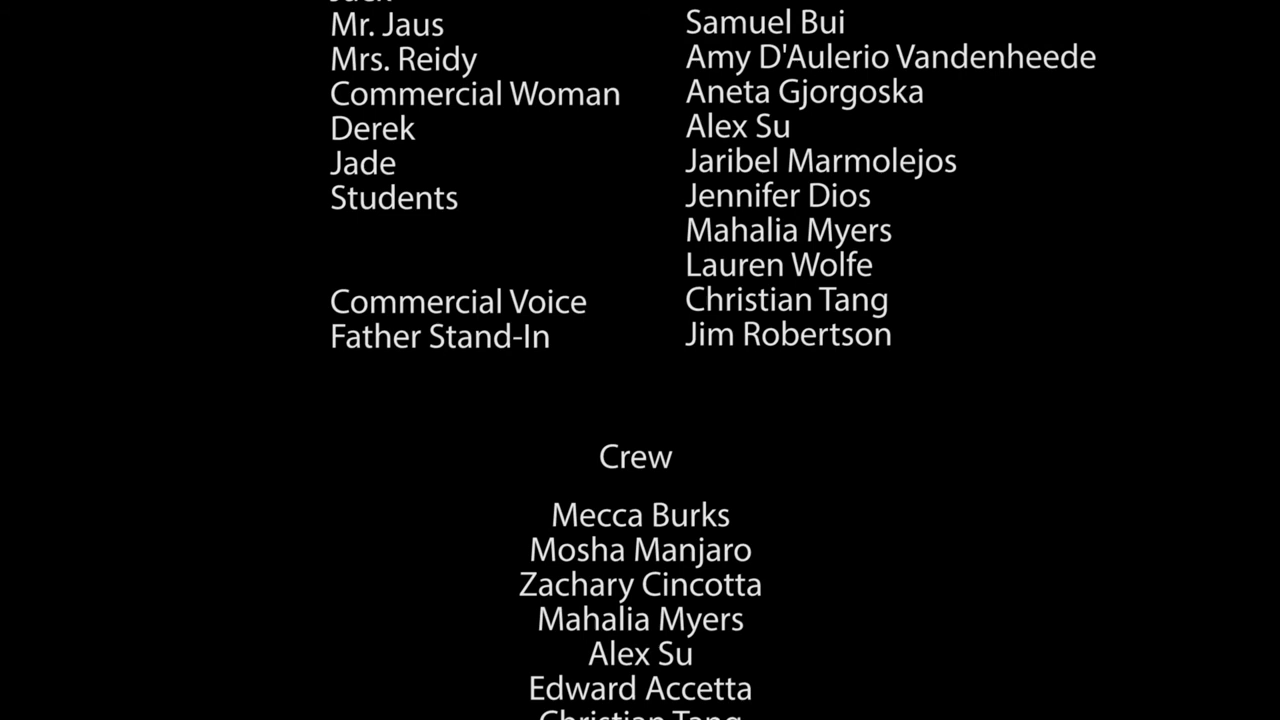 Mr. Jaus Samuel Bui
Mrs. Reidy Amy D'Aulerio Vandenheede
Commercial Woman Aneta Gjorgoska
Derek Alex Su
Jade Jaribel Marmolejos
Students Jennifer Dios
Mahalia Myers
Lauren Wolfe
Commercial Voice Christian Tang
Father Stand-In Jim Robertson
Crew
Mecca Burks
Mosha Manjaro
Zachary Cincotta
Mahalia Myers
Alex Su
Edward Accetta
Christian Tang